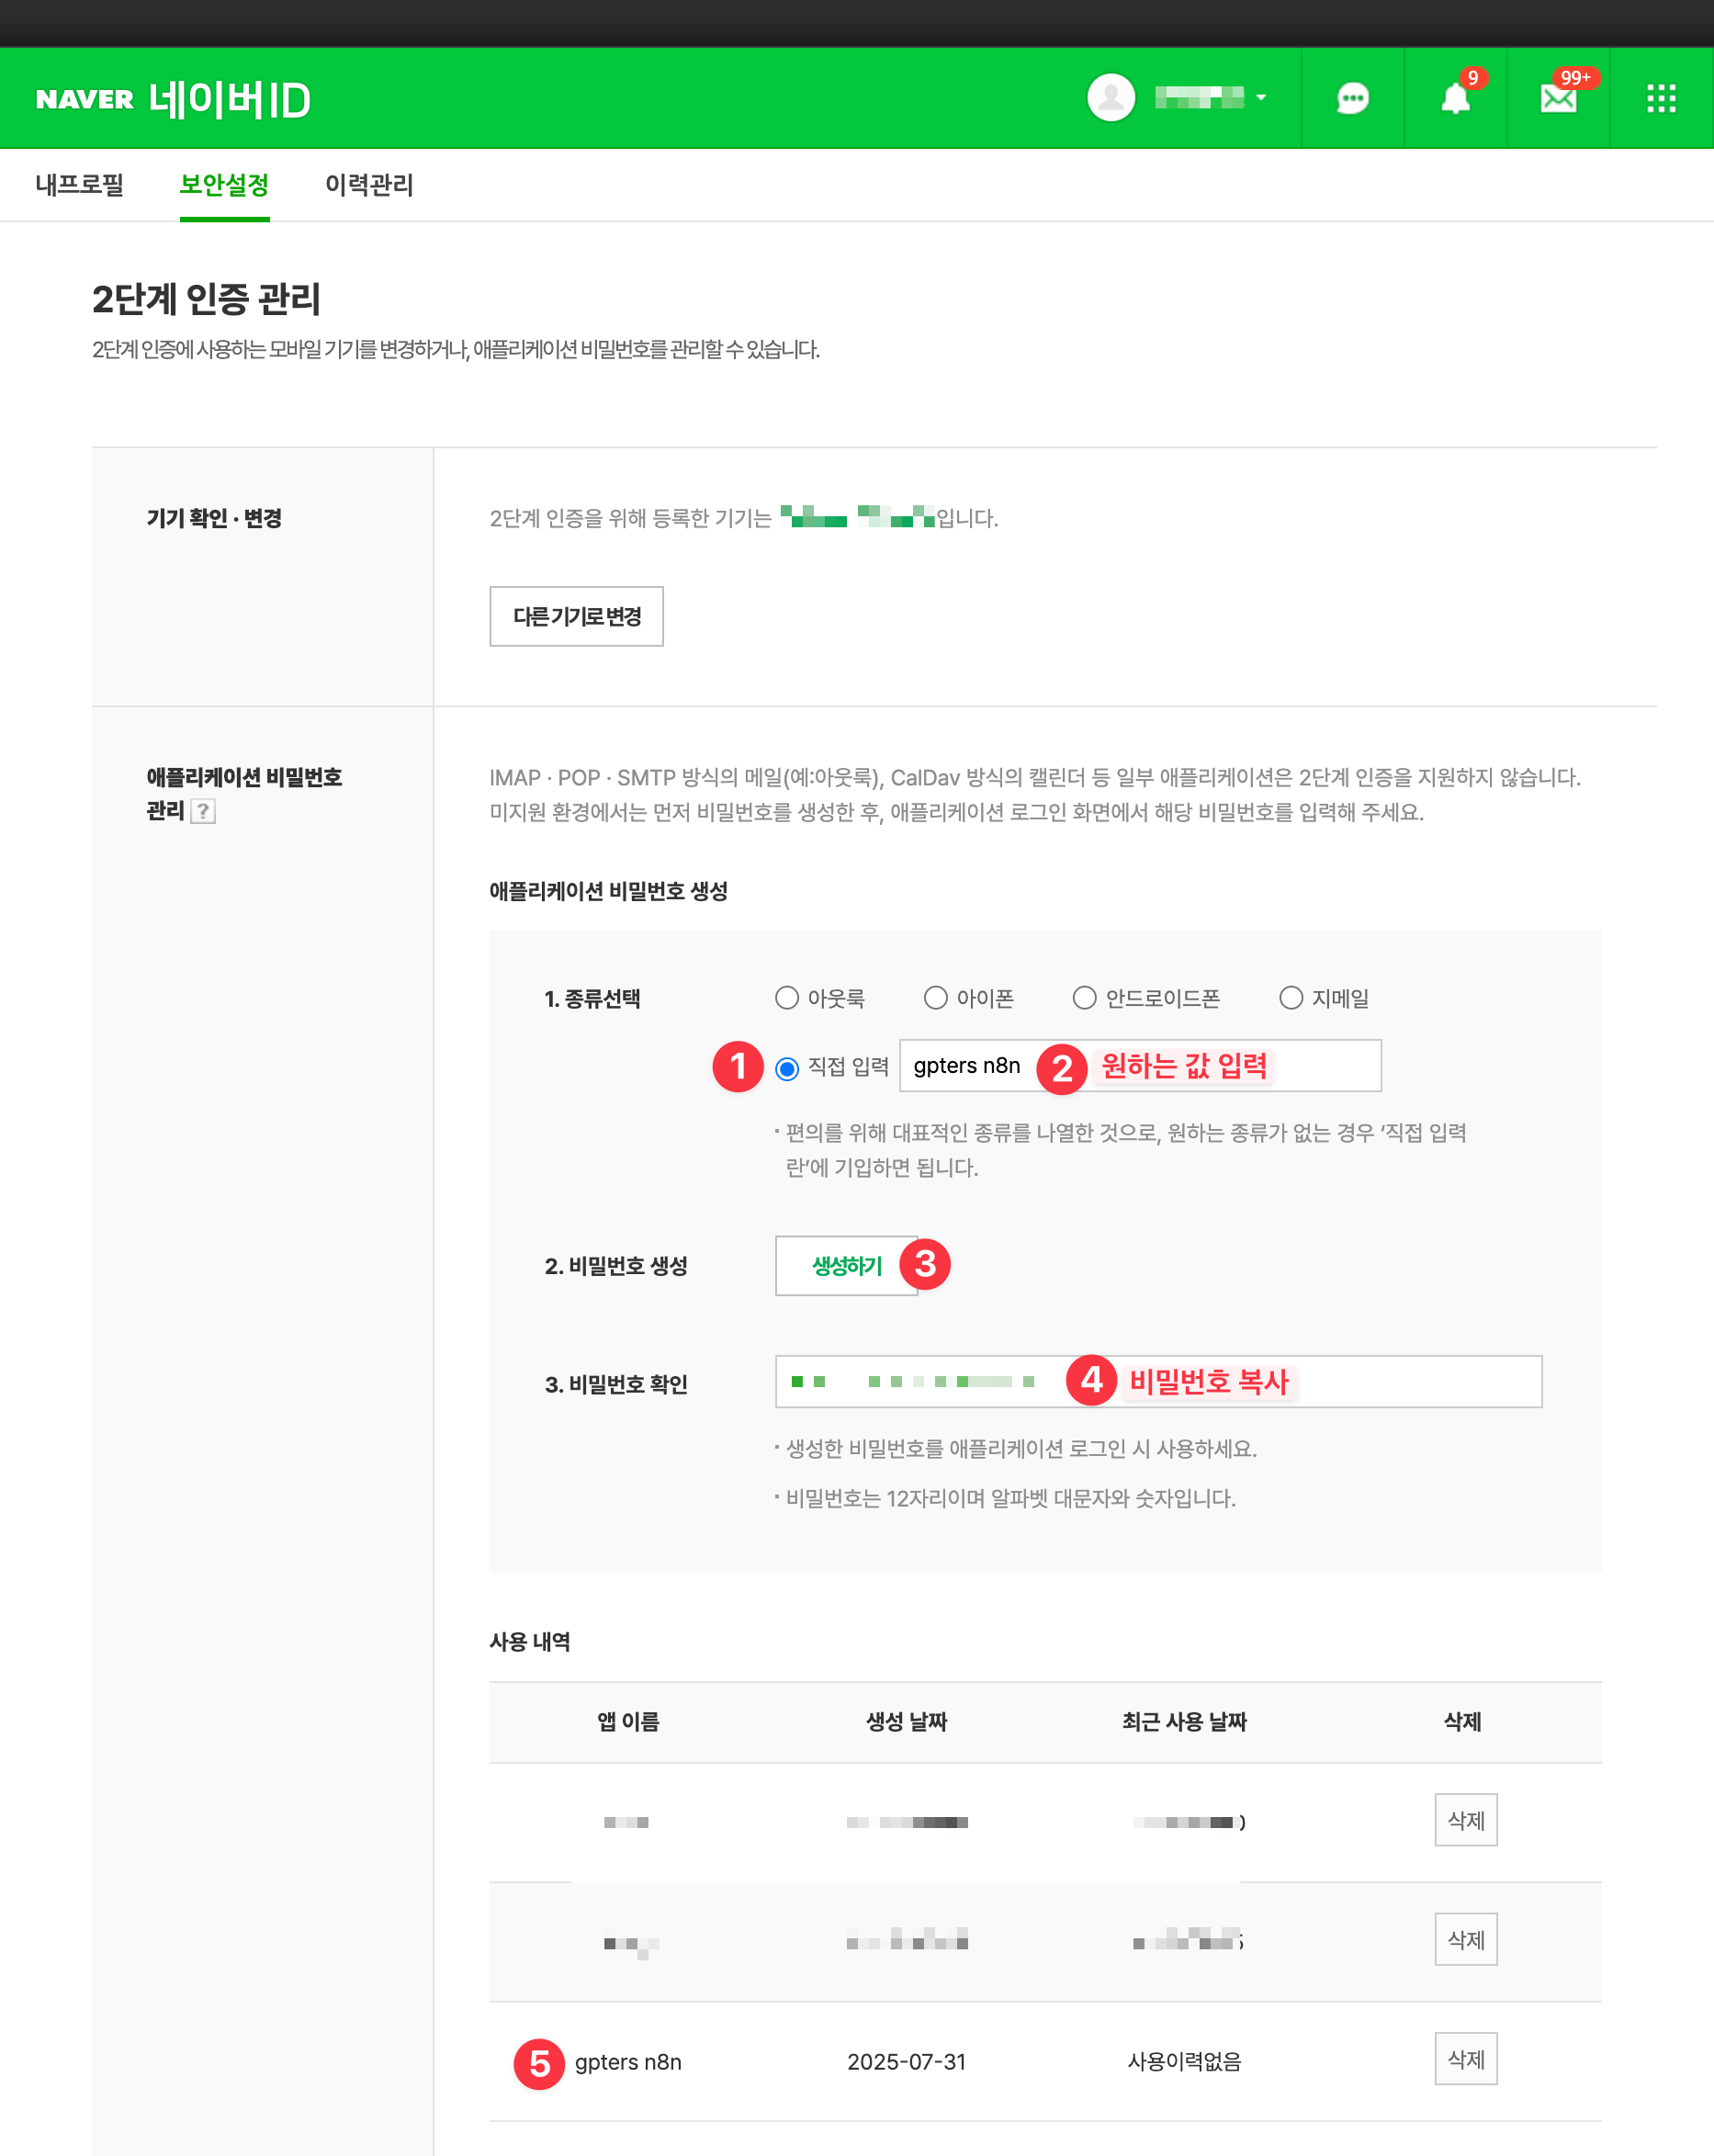 NAVER 네이버ID
9
99+
내프로필 보안설정 이력관리
2단계 인증 관리
2단계 인증에 사용하는 모바일 기기를 변경하거나, 애플리케이션 비밀번호를 관리할 수 있습니다.
기기 확인 · 변경
2단계 인증을 위해 등록한 기기는 입니다.
다른 기기로 변경
애플리케이션 비밀번호
관리 ?
IMAP · POP · SMTP 방식의 메일(예:아웃룩), CalDav 방식의 캘린더 등 일부 애플리케이션은 2단계 인증을 지원하지 않습니다.
미지원 환경에서는 먼저 비밀번호를 생성한 후, 애플리케이션 로그인 화면에서 해당 비밀번호를 입력해 주세요.
애플리케이션 비밀번호 생성
1. 종류선택 아웃룩 아이폰 안드로이드폰 지메일
1 직접 입력 gpters n8n 2 원하는 값 입력
· 편의를 위해 대표적인 종류를 나열한 것으로, 원하는 종류가 없는 경우 ‘직접 입력
란’에 기입하면 됩니다.
2. 비밀번호 생성 생성하기 3
3. 비밀번호 확인 4 비밀번호 복사
· 생성한 비밀번호를 애플리케이션 로그인 시 사용하세요.
· 비밀번호는 12자리이며 알파벳 대문자와 숫자입니다.
사용 내역
앱 이름 생성 날짜 최근 사용 날짜 삭제
삭제
삭제
5 gpters n8n 2025-07-31 사용이력없음 삭제